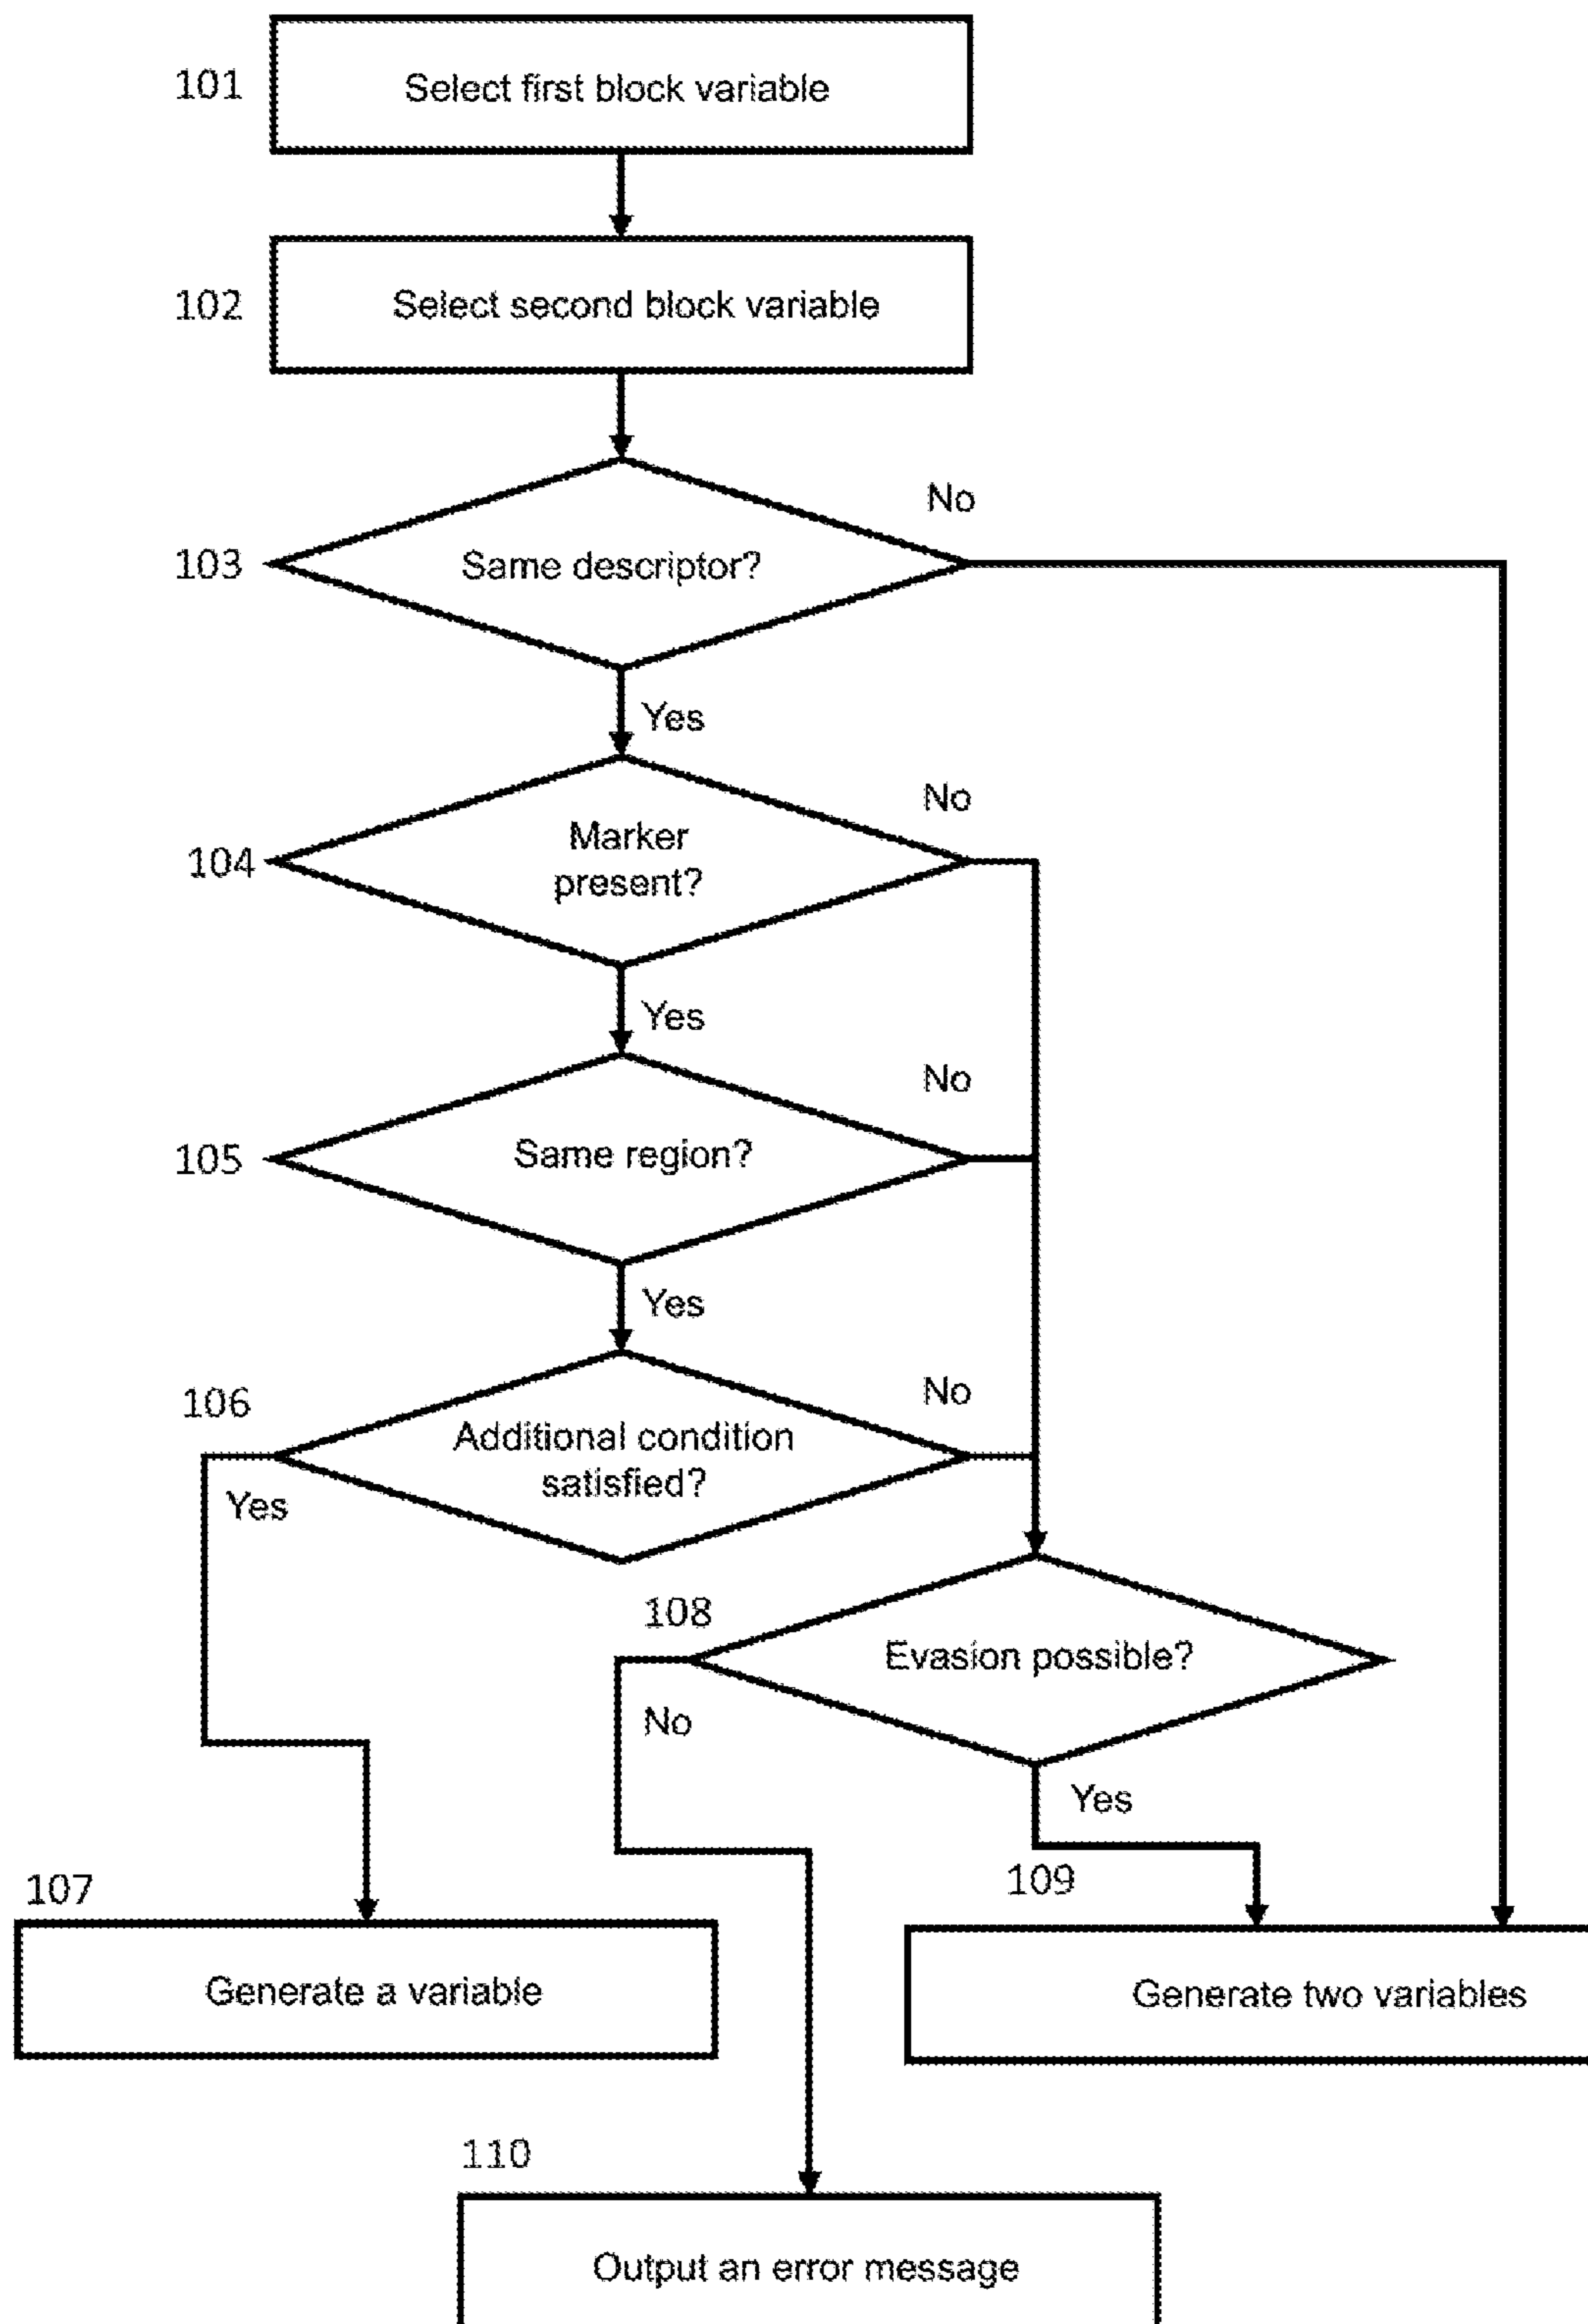 101
Select first block variable
102
Select second block variable
No
103
Same descriptor?
Yes
No
104
Marker
present?
Yes
No
105
Same region?
Yes
No
106
Additional condition
satisfied?
Yes
108
Evasion possible?
No
Yes
109
107
Generate a variable
Generate two variables
110
Output an error message